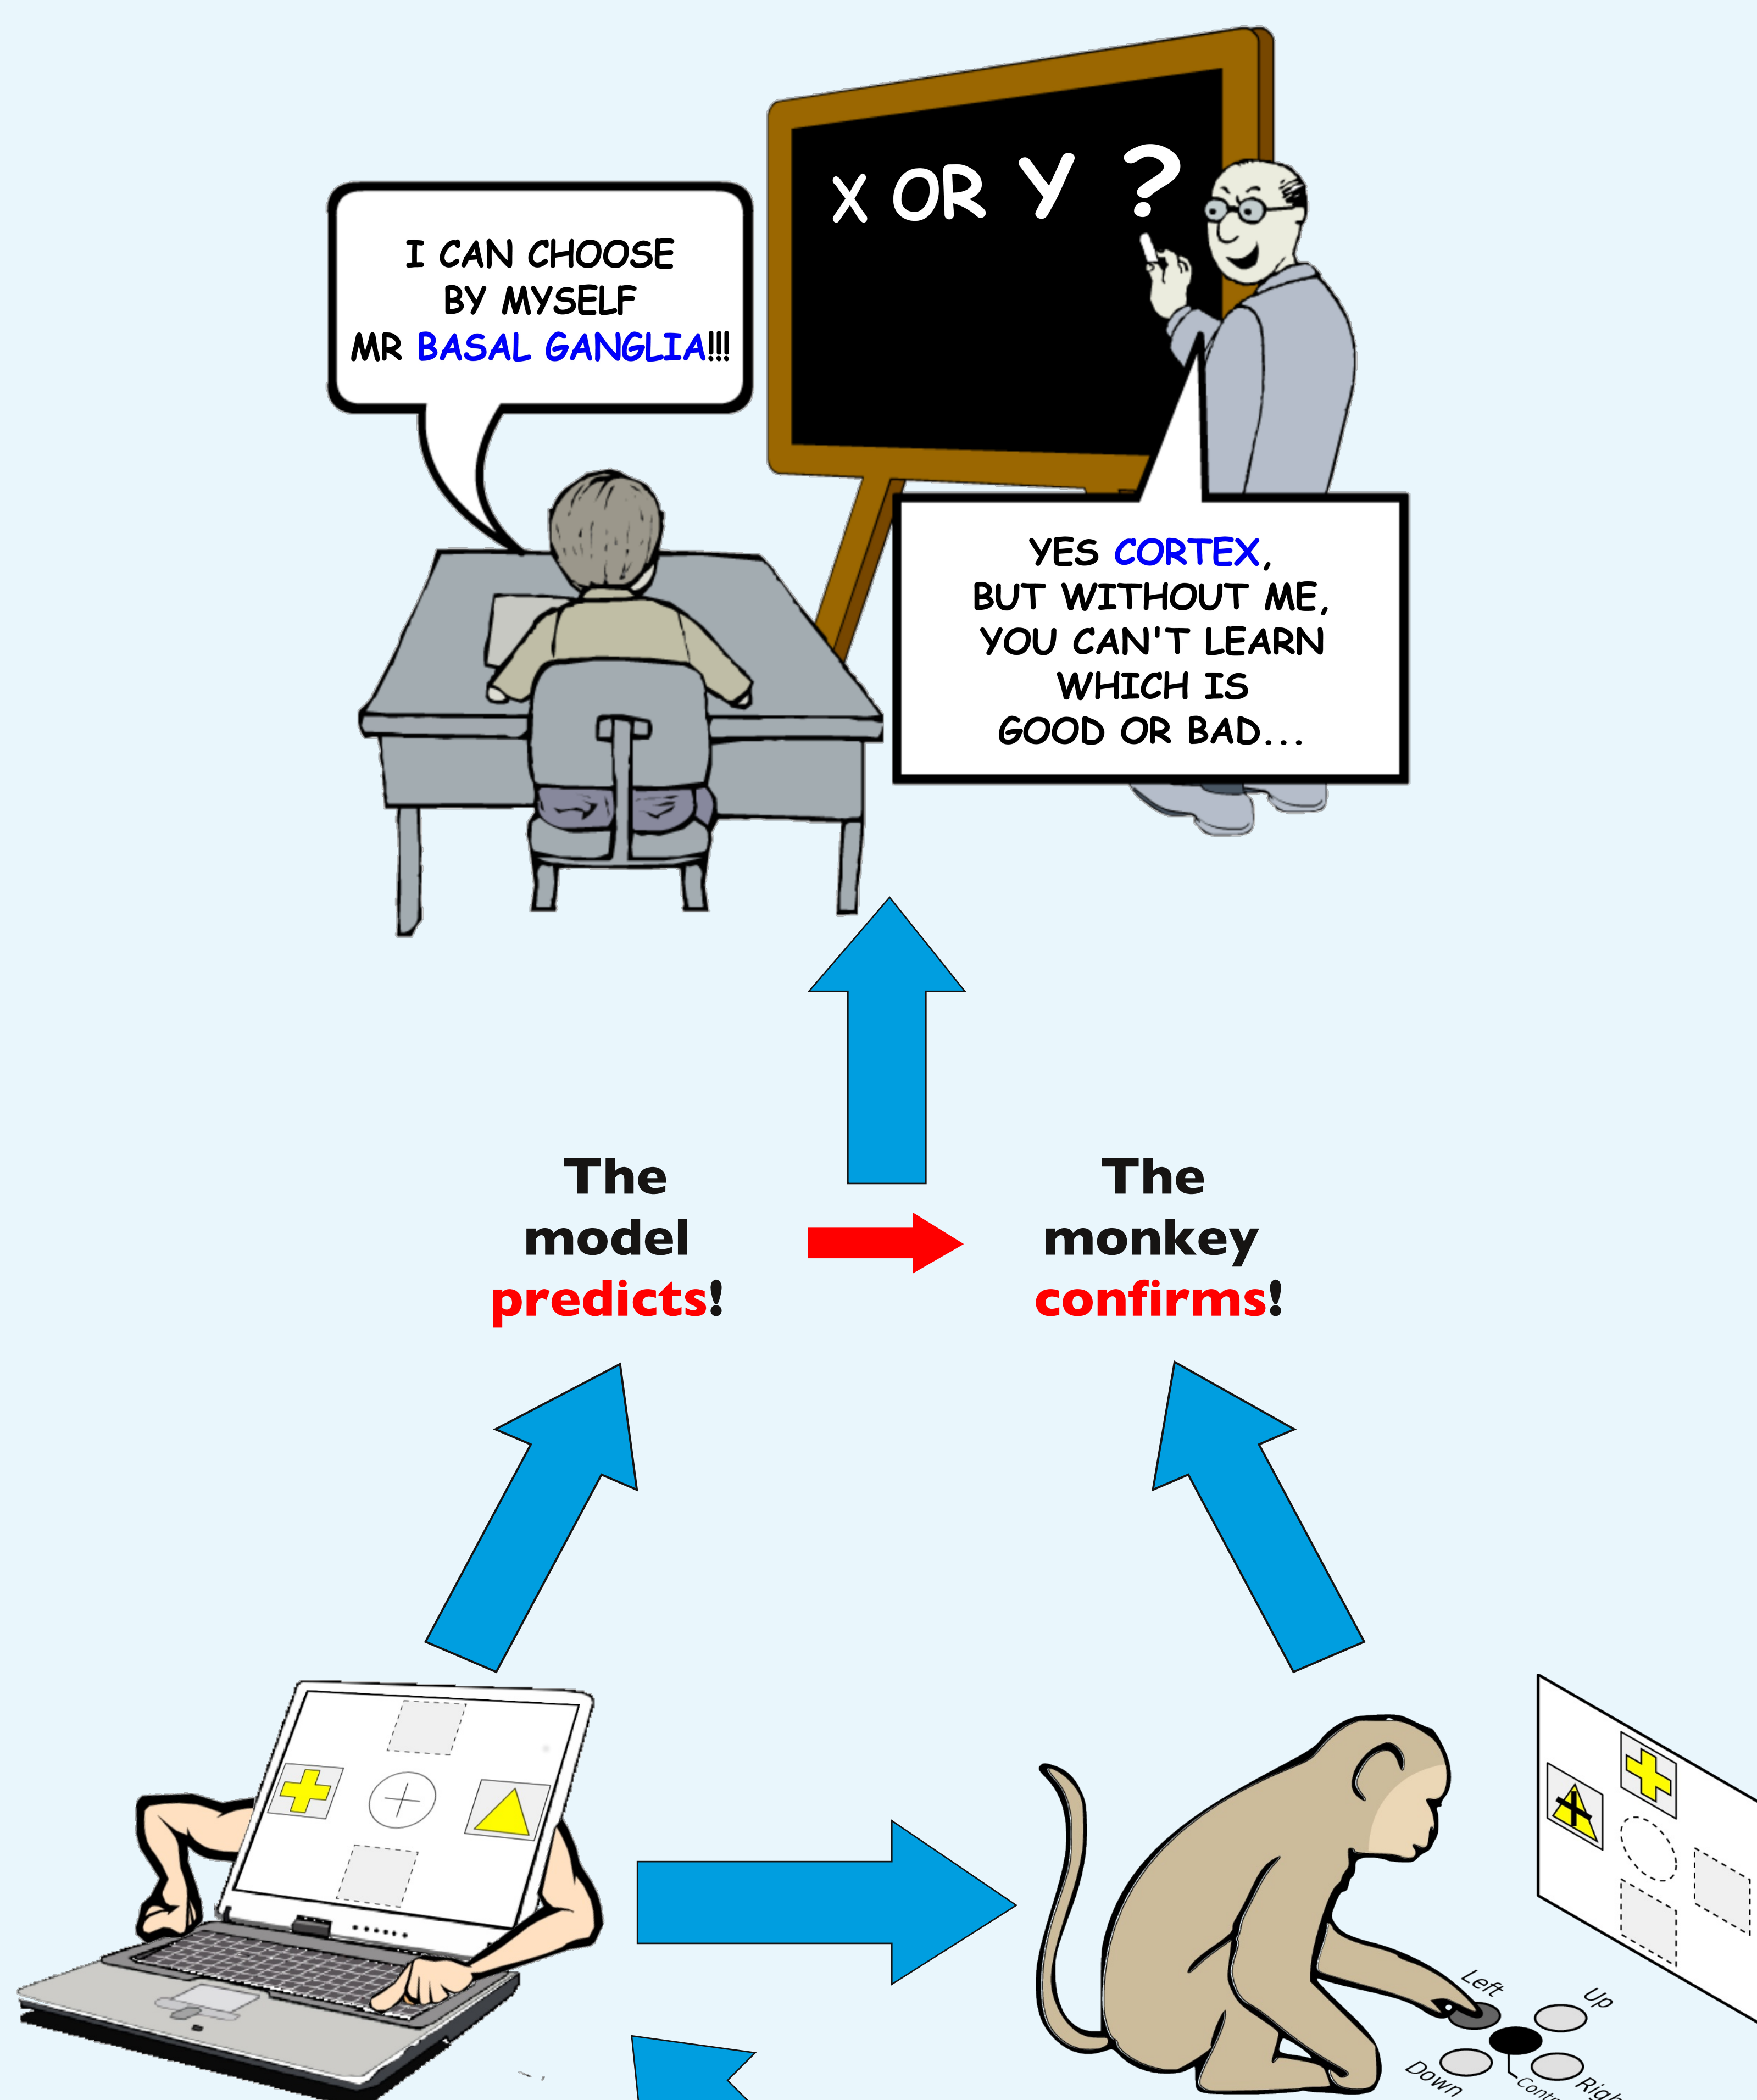 X OR Y ?
I CAN CHOOSE
BY MYSELF
MR BASAL GANGLIA!!!
YES CORTEX,
BUT WITHOUT ME,
YOU CAN'T LEARN
WHICH IS
GOOD OR BAD...
The
model
predicts!
The
monkey
confirms!
Left
Up
Down